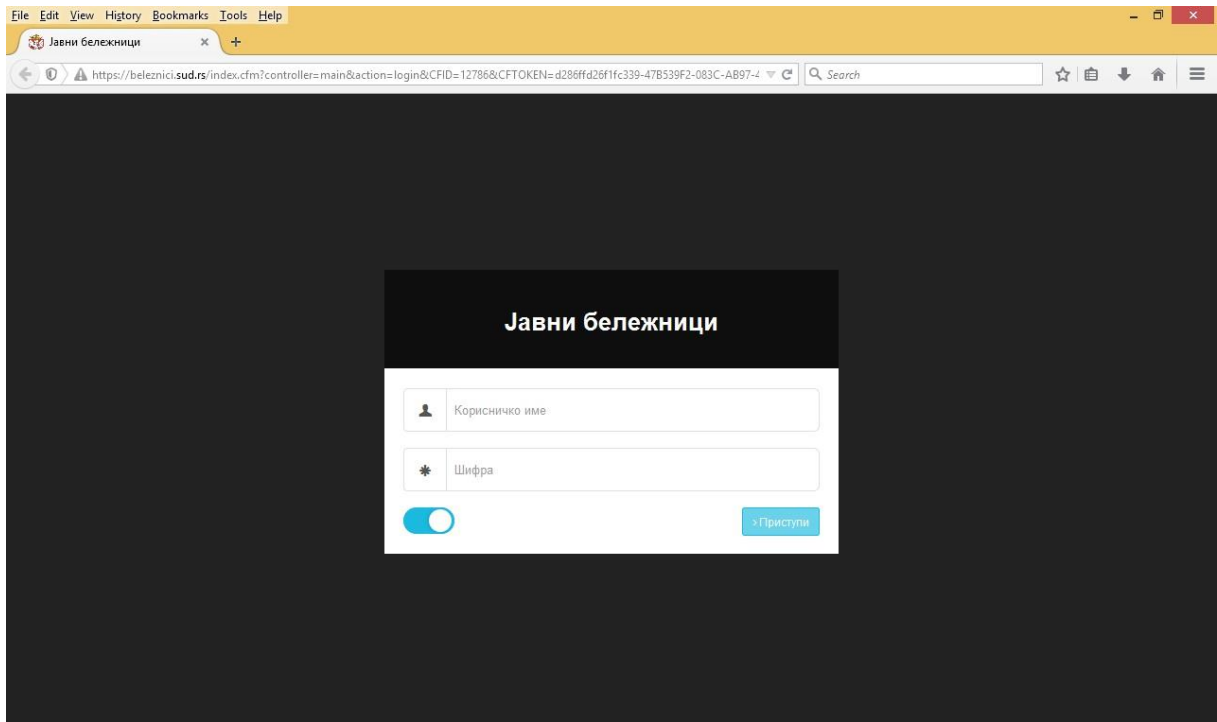 File Edit View History Bookmarks Tools Help
Јавни бележници
https://beleznici.sud.rs/index.cfm?controller=main&action=login&CFID=12786&CFTOKEN=d286ffd26f1fc339-47B539F2-083C-AB97-4
Search
Јавни бележници
Корисничко име
Шифра
Приступи